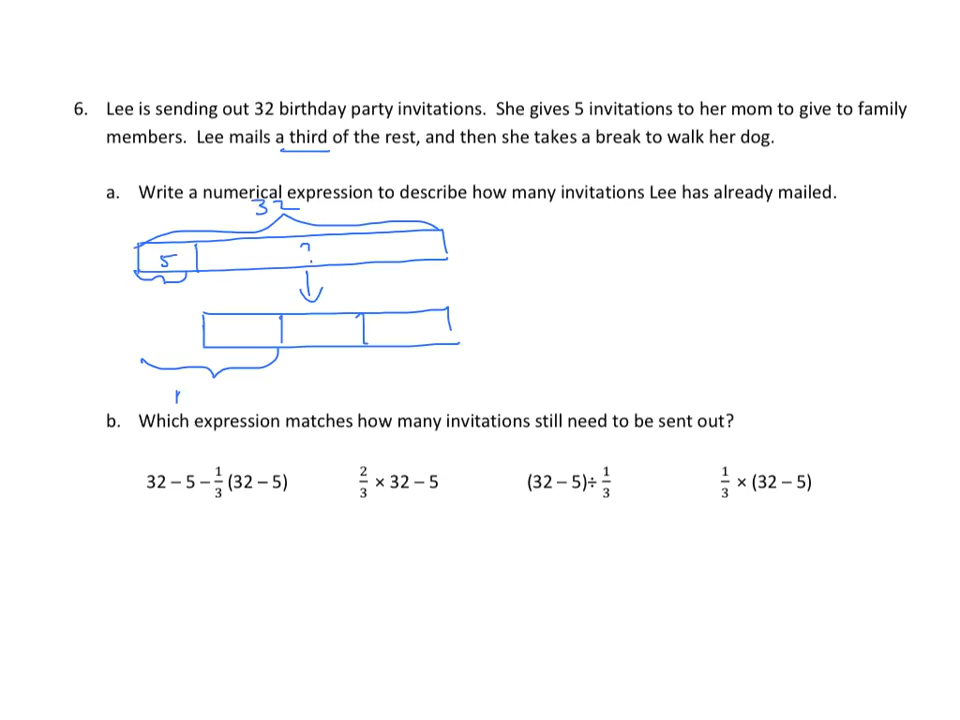 6. Lee is sending out 32 birthday party invitations. She gives 5 invitations to her mom to give to family
members. Lee mails a third of the rest, and then she takes a break to walk her dog.
a. Write a numerical expression to describe how many invitations Lee has already mailed.
32
5 ?
b. Which expression matches how many invitations still need to be sent out?
32 – 5 – 1/3 (32 – 5) 2/3 × 32 – 5 (32 – 5)÷ 1/3 1/3 × (32 – 5)